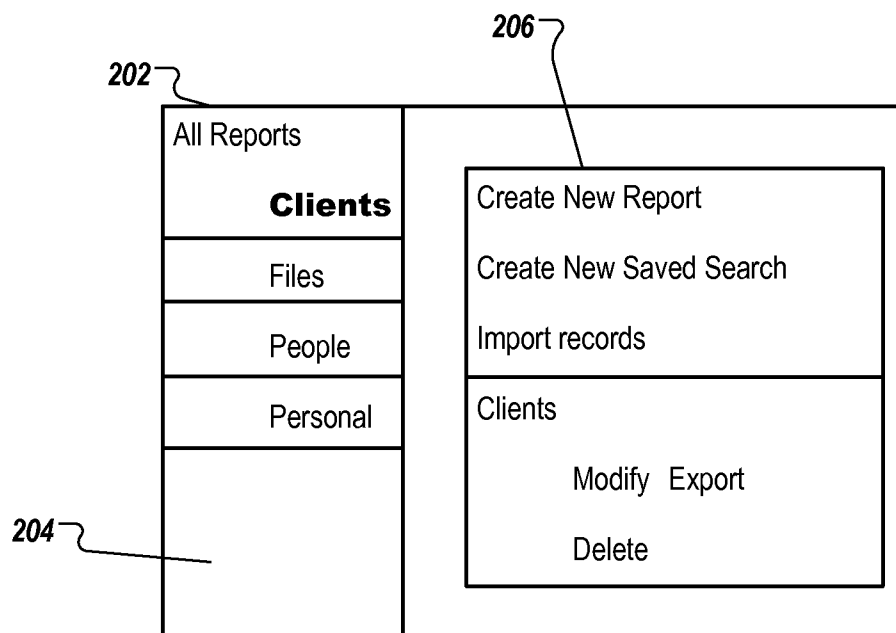 206
202
All Reports
Clients
Files
People
Personal
204
Create New Report
Create New Saved Search
Import records
Clients
Modify Export
Delete